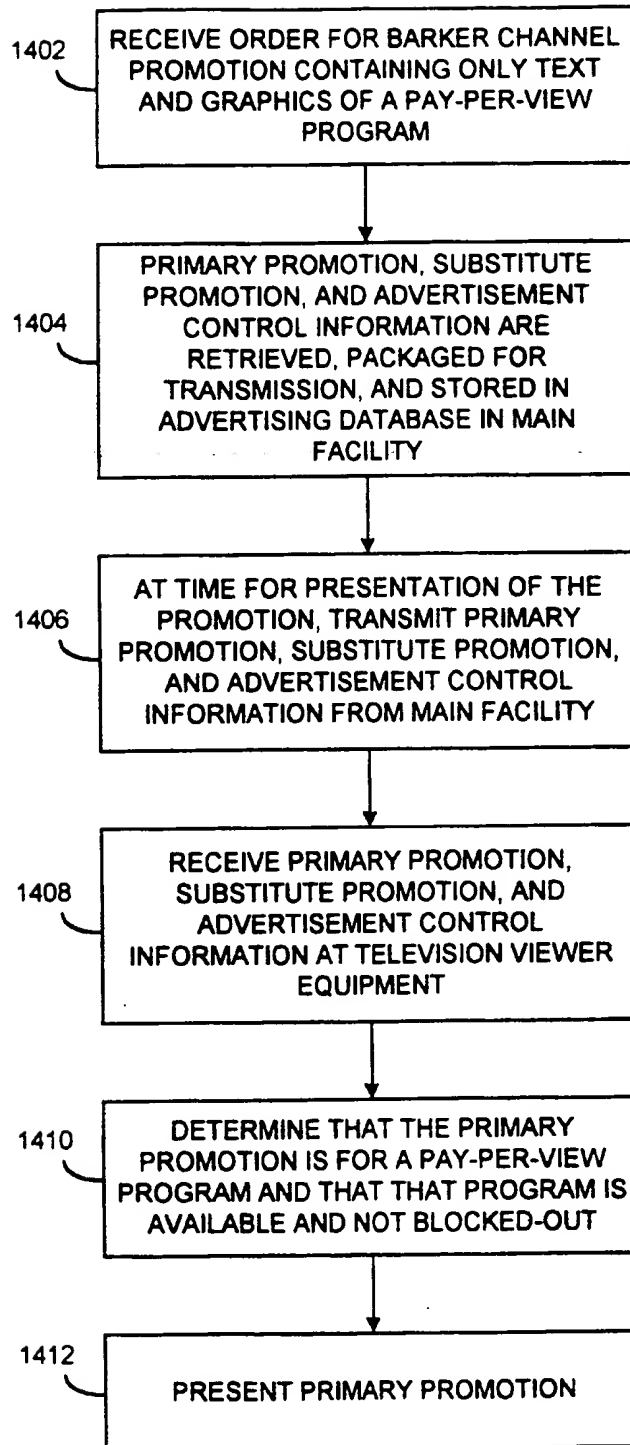 1402
RECEIVE ORDER FOR BARKER CHANNEL
PROMOTION CONTAINING ONLY TEXT
AND GRAPHICS OF A PAY-PER-VIEW
PROGRAM
1404
PRIMARY PROMOTION, SUBSTITUTE
PROMOTION, AND ADVERTISEMENT
CONTROL INFORMATION ARE
RETRIEVED, PACKAGED FOR
TRANSMISSION, AND STORED IN
ADVERTISING DATABASE IN MAIN
FACILITY
1406
AT TIME FOR PRESENTATION OF THE
PROMOTION, TRANSMIT PRIMARY
PROMOTION, SUBSTITUTE PROMOTION,
AND ADVERTISEMENT CONTROL
INFORMATION FROM MAIN FACILITY
1408
RECEIVE PRIMARY PROMOTION,
SUBSTITUTE PROMOTION, AND
ADVERTISEMENT CONTROL
INFORMATION AT TELEVISION VIEWER
EQUIPMENT
1410
DETERMINE THAT THE PRIMARY
PROMOTION IS FOR A PAY-PER-VIEW
PROGRAM AND THAT THAT PROGRAM IS
AVAILABLE AND NOT BLOCKED-OUT
1412
PRESENT PRIMARY PROMOTION